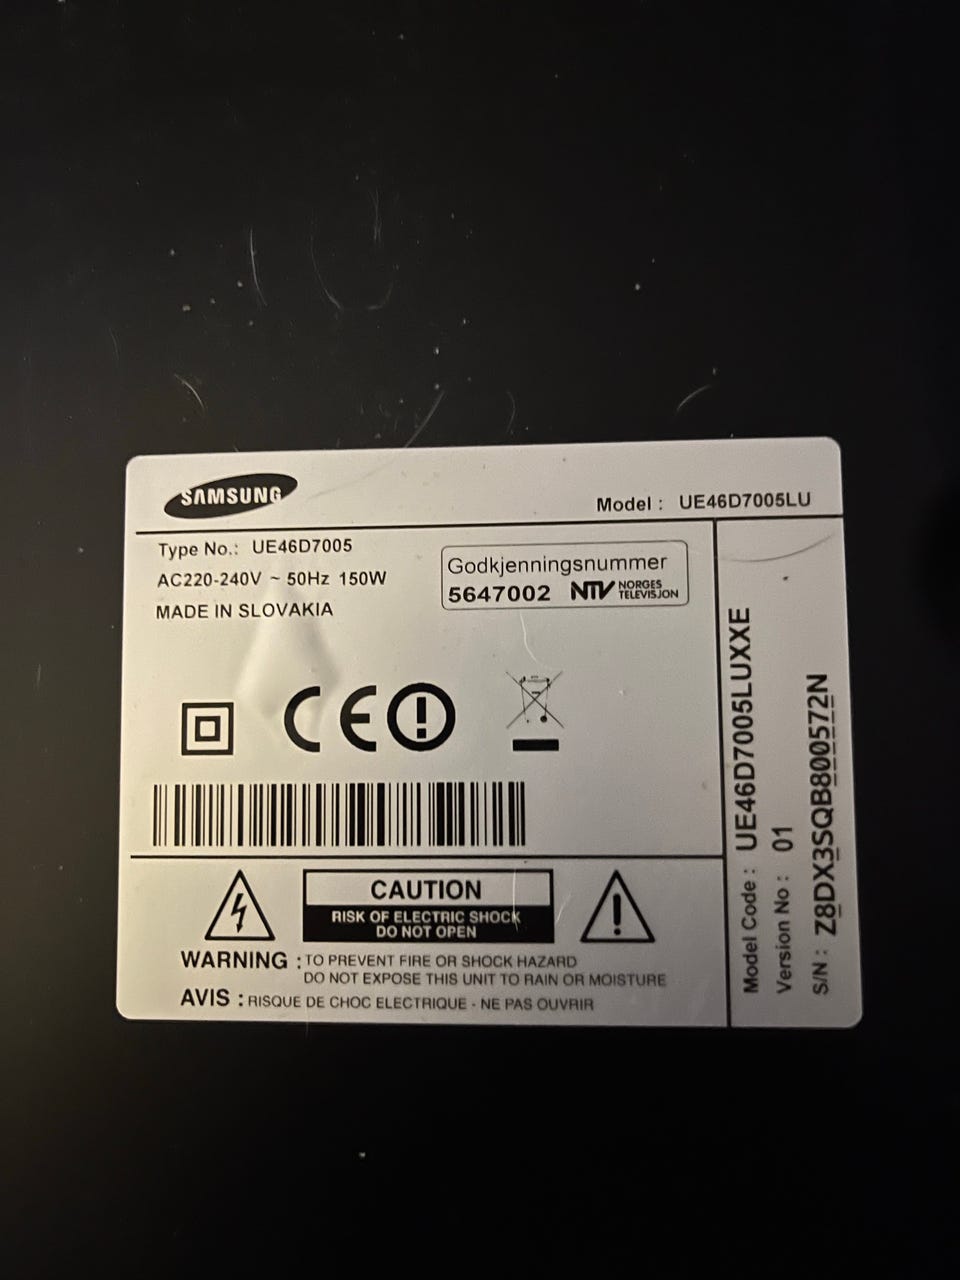 SAMSUNG
Model : UE46D7005LU
Type No.: UE46D7005
AC220-240V ~ 50Hz 150W
MADE IN SLOVAKIA
Godkjenningsnummer
5647002 NTV NORGES TELEVISJON
CE
CAUTION
RISK OF ELECTRIC SHOCK
DO NOT OPEN
WARNING : TO PREVENT FIRE OR SHOCK HAZARD
DO NOT EXPOSE THIS UNIT TO RAIN OR MOISTURE
AVIS : RISQUE DE CHOC ELECTRIQUE - NE PAS OUVRIR
Model Code : UE46D7005LUXXE
Version No : 01
S/N : Z8DX3SQB800572N